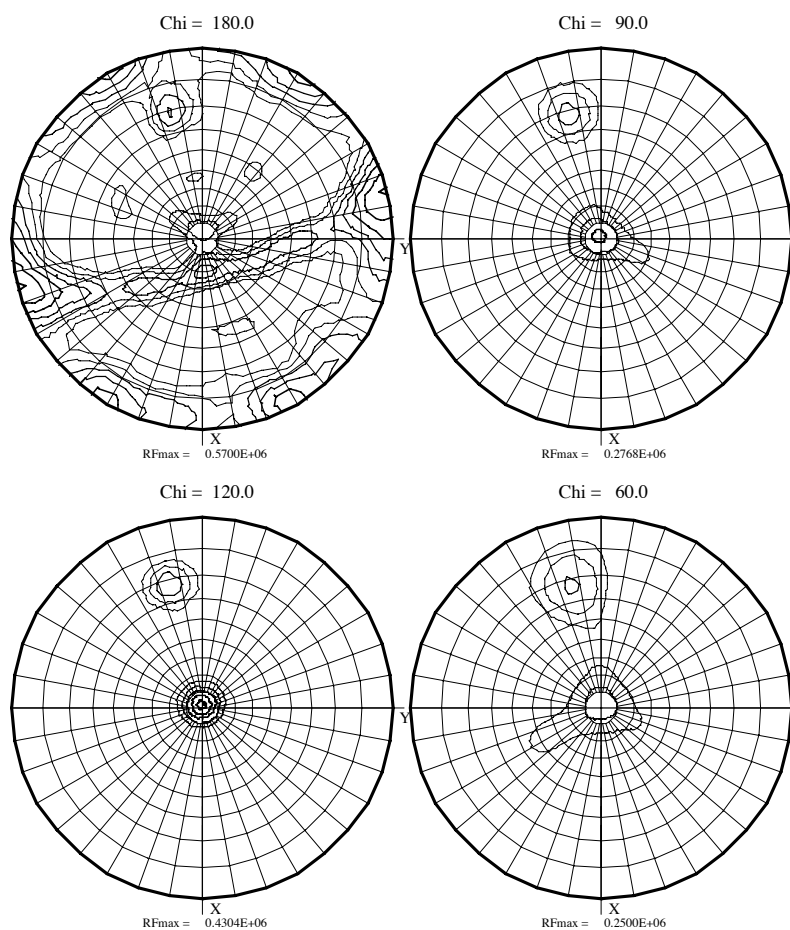 Chi = 180.0
Chi = 90.0
Y
X
X
RFmax = 0.5700E+06
RFmax = 0.2768E+06
Chi = 120.0
Chi = 60.0
Y
X
X
RFmax = 0.4304E+06
RFmax = 0.2500E+06